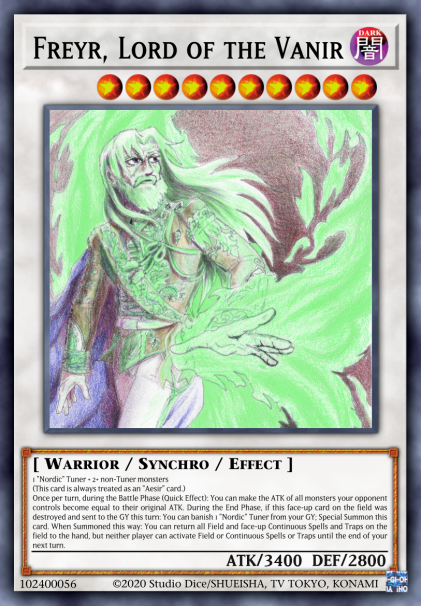 FREYR, LORD OF THE VANIR
DARK
闇
[ WARRIOR / SYNCHRO / EFFECT ]
1 "Nordic" Tuner + 2+ non-Tuner monsters
(This card is always treated as an "Aesir" card.)
Once per turn, during the Battle Phase (Quick Effect): You can make the ATK of all monsters your opponent
controls become equal to their original ATK. During the End Phase, if this face-up card on the field was
destroyed and sent to the GY this turn: You can banish 1 "Nordic" Tuner from your GY; Special Summon this
card. When Summoned this way: You can return all Field and face-up Continuous Spells and Traps on the
field to the hand, but neither player can activate Field or Continuous Spells or Traps until the end of your
next turn.
ATK/3400 DEF/2800
102400056 ©2020 Studio Dice/SHUEISHA, TV TOKYO, KONAMI